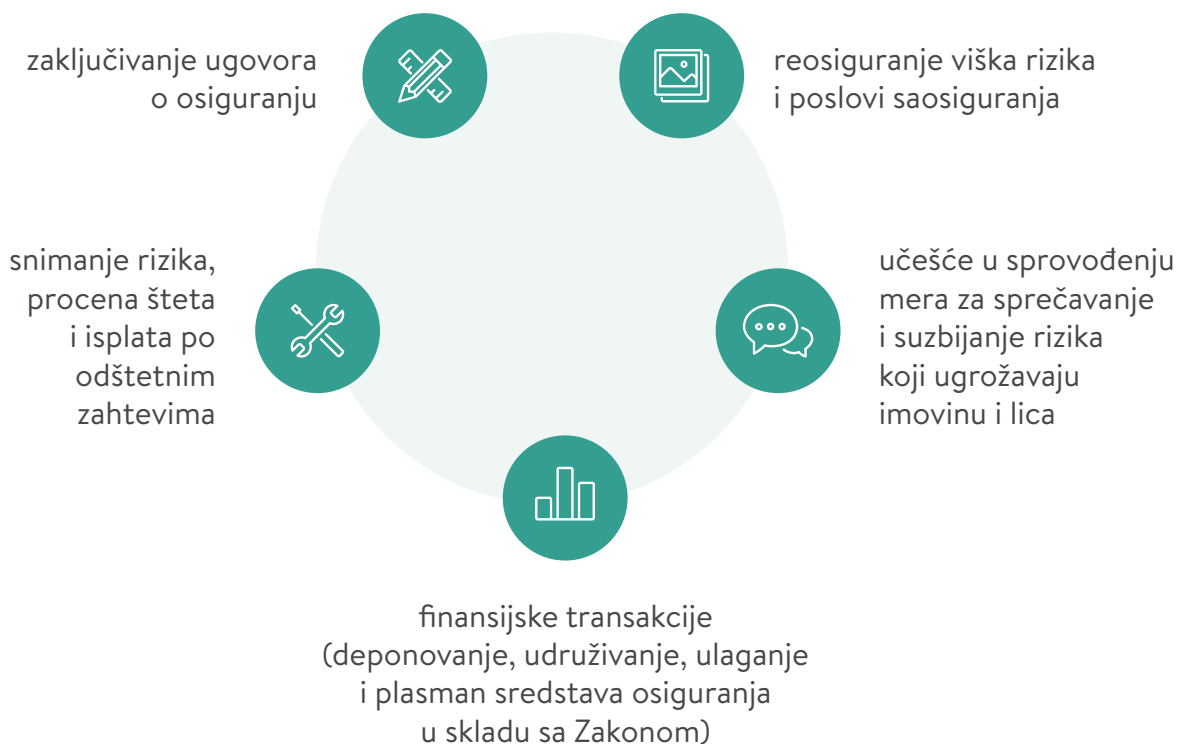 zaključivanje ugovora
o osiguranju
reosiguranje viška rizika
i poslovi saosiguranja
snimanje rizika,
procena šteta
i isplata po
odštetnim
zahtevima
učešće u sprovođenju
mera za sprečavanje
i suzbijanje rizika
koji ugrožavaju
imovinu i lica
finansijske transakcije
(deponovanje, udruživanje, ulaganje
i plasman sredstava osiguranja
u skladu sa Zakonom)